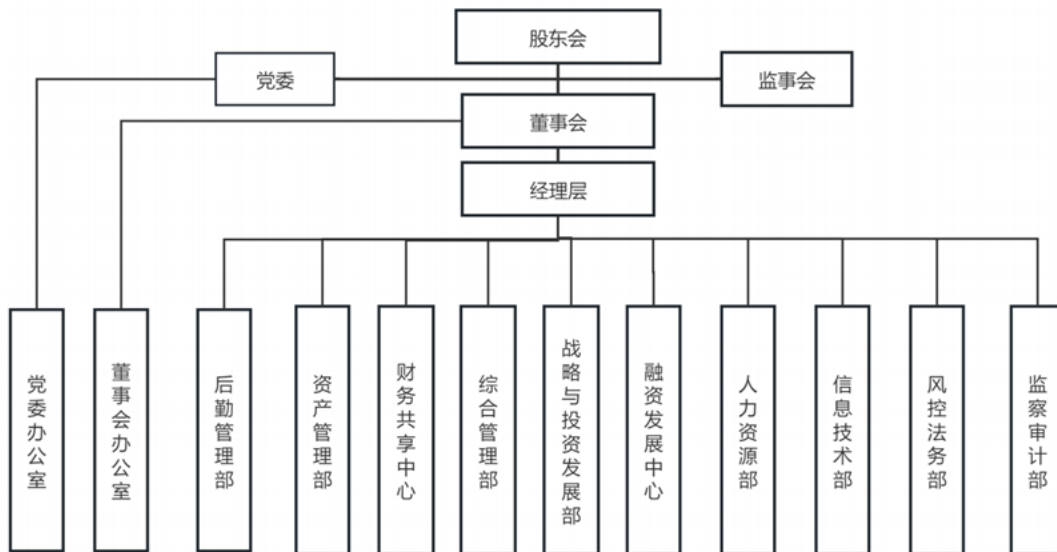 股东会
党委
监事会
董事会
经理层
党委办公室
董事会办公室
后勤管理部
资产管理部
财务共享中心
综合管理部
战略与投资发展部
融资发展中心
人力资源部
信息技术部
风控法务部
监察审计部